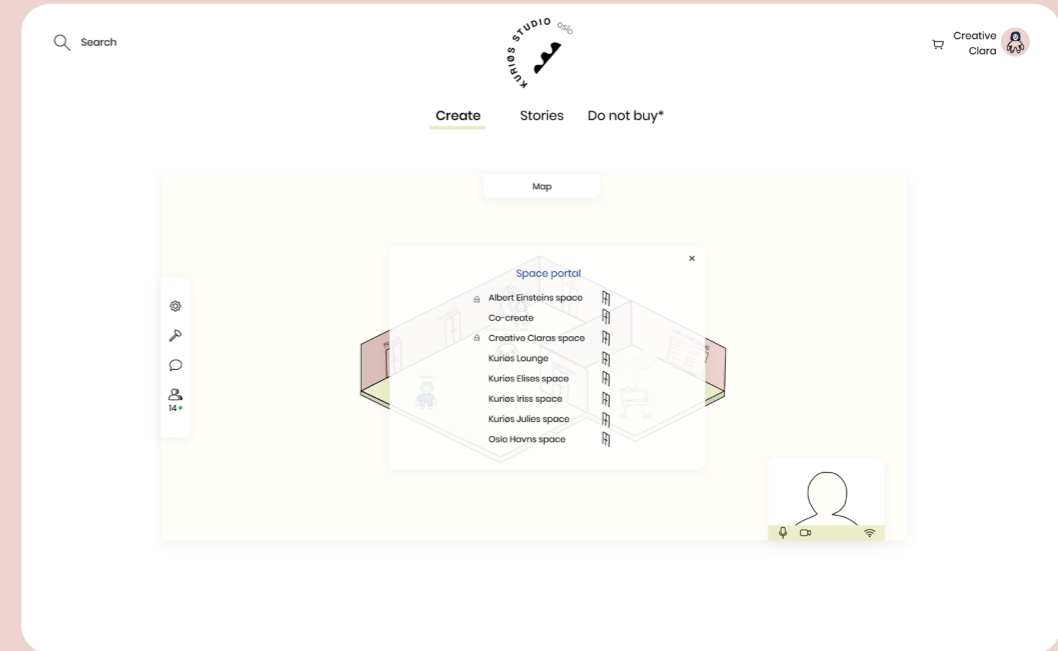 Search
KURIØS STUDIO oslo
Creative
Clara
Create Stories Do not buy*
Map
Space portal
Albert Einsteins space
Co-create
Creative Claras space
Kuriøs Lounge
Kuriøs Elises space
Kuriøs Iriss space
Kuriøs Julies space
Oslo Havns space
14